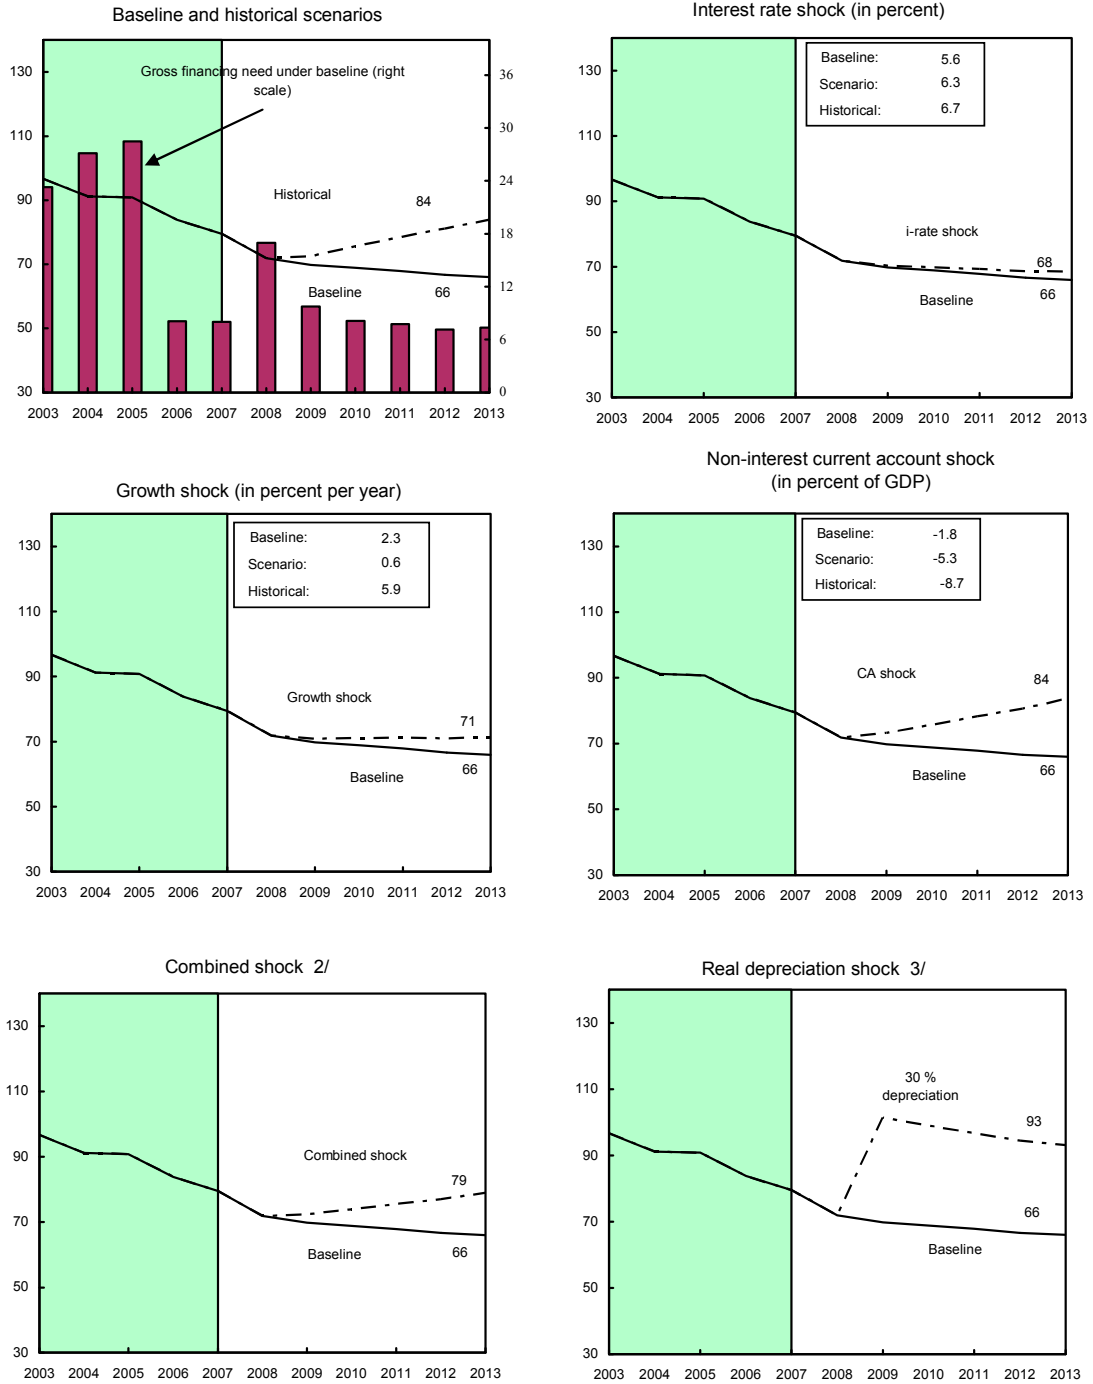 Baseline and historical scenarios
Gross financing need under baseline (right
scale)
130
110
90
70
50
30
36
30
24
18
12
6
0
Historical
84
Baseline
66
2003 2004 2005 2006 2007 2008 2009 2010 2011 2012 2013
Interest rate shock (in percent)
Baseline: 5.6
Scenario: 6.3
Historical: 6.7
130
110
90
70
50
30
i-rate shock
68
Baseline
66
2003 2004 2005 2006 2007 2008 2009 2010 2011 2012 2013
Growth shock (in percent per year)
Baseline: 2.3
Scenario: 0.6
Historical: 5.9
130
110
90
70
50
30
Growth shock
71
Baseline
66
2003 2004 2005 2006 2007 2008 2009 2010 2011 2012 2013
Non-interest current account shock
(in percent of GDP)
Baseline: -1.8
Scenario: -5.3
Historical: -8.7
130
110
90
70
50
30
CA shock
84
Baseline
66
2003 2004 2005 2006 2007 2008 2009 2010 2011 2012 2013
Combined shock 2/
130
110
90
70
50
30
Combined shock
79
Baseline
66
2003 2004 2005 2006 2007 2008 2009 2010 2011 2012 2013
Real depreciation shock 3/
130
110
90
70
50
30
30 %
depreciation
93
66
Baseline
2003 2004 2005 2006 2007 2008 2009 2010 2011 2012 2013